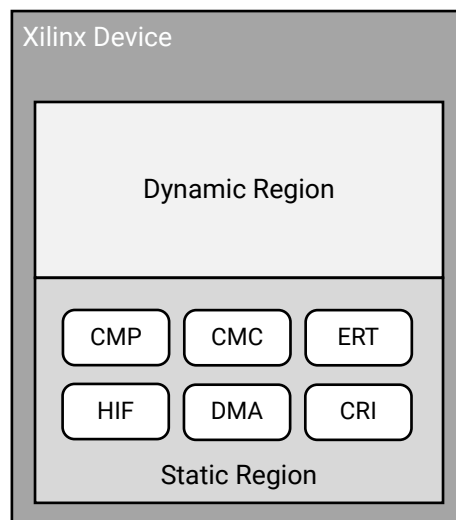 Xilinx Device
Dynamic Region
CMP CMC ERT
HIF DMA CRI
Static Region